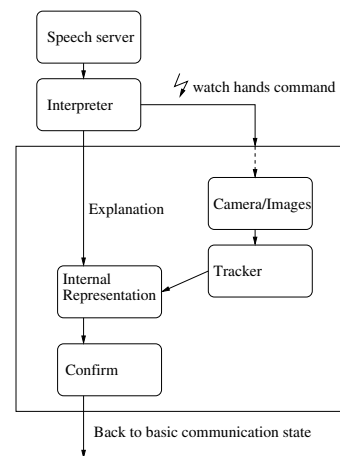 Speech server
Interpreter
watch hands command
Explanation
Camera/Images
Internal
Representation
Tracker
Confirm
Back to basic communication state